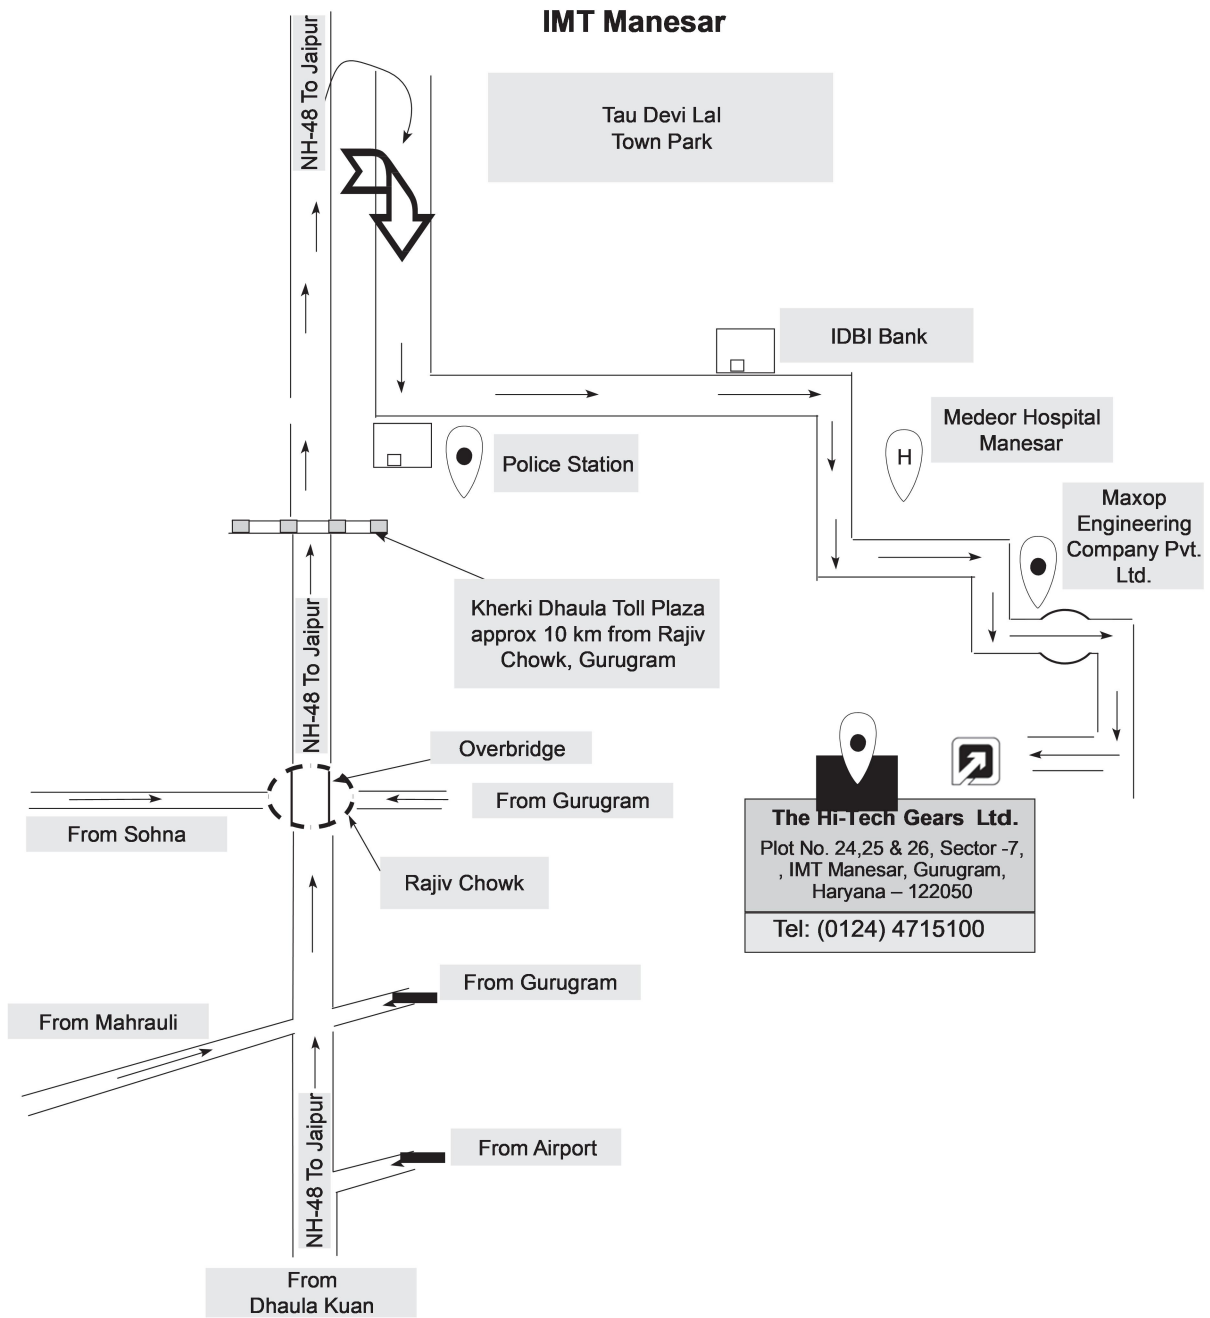 IMT Manesar
NH-48 To Jaipur
Tau Devi Lal
Town Park
IDBI Bank
Medeor Hospital
Manesar
H
Police Station
Maxop
Engineering
Company Pvt.
Ltd.
Kherki Dhaula Toll Plaza
approx 10 km from Rajiv
Chowk, Gurugram
NH-48 To Jaipur
Overbridge
From Gurugram
From Sohna
Rajiv Chowk
The Hi-Tech Gears Ltd.
Plot No. 24,25 & 26, Sector -7,
, IMT Manesar, Gurugram,
Haryana – 122050
Tel: (0124) 4715100
From Gurugram
From Mahrauli
From Airport
NH-48 To Jaipur
From
Dhaula Kuan